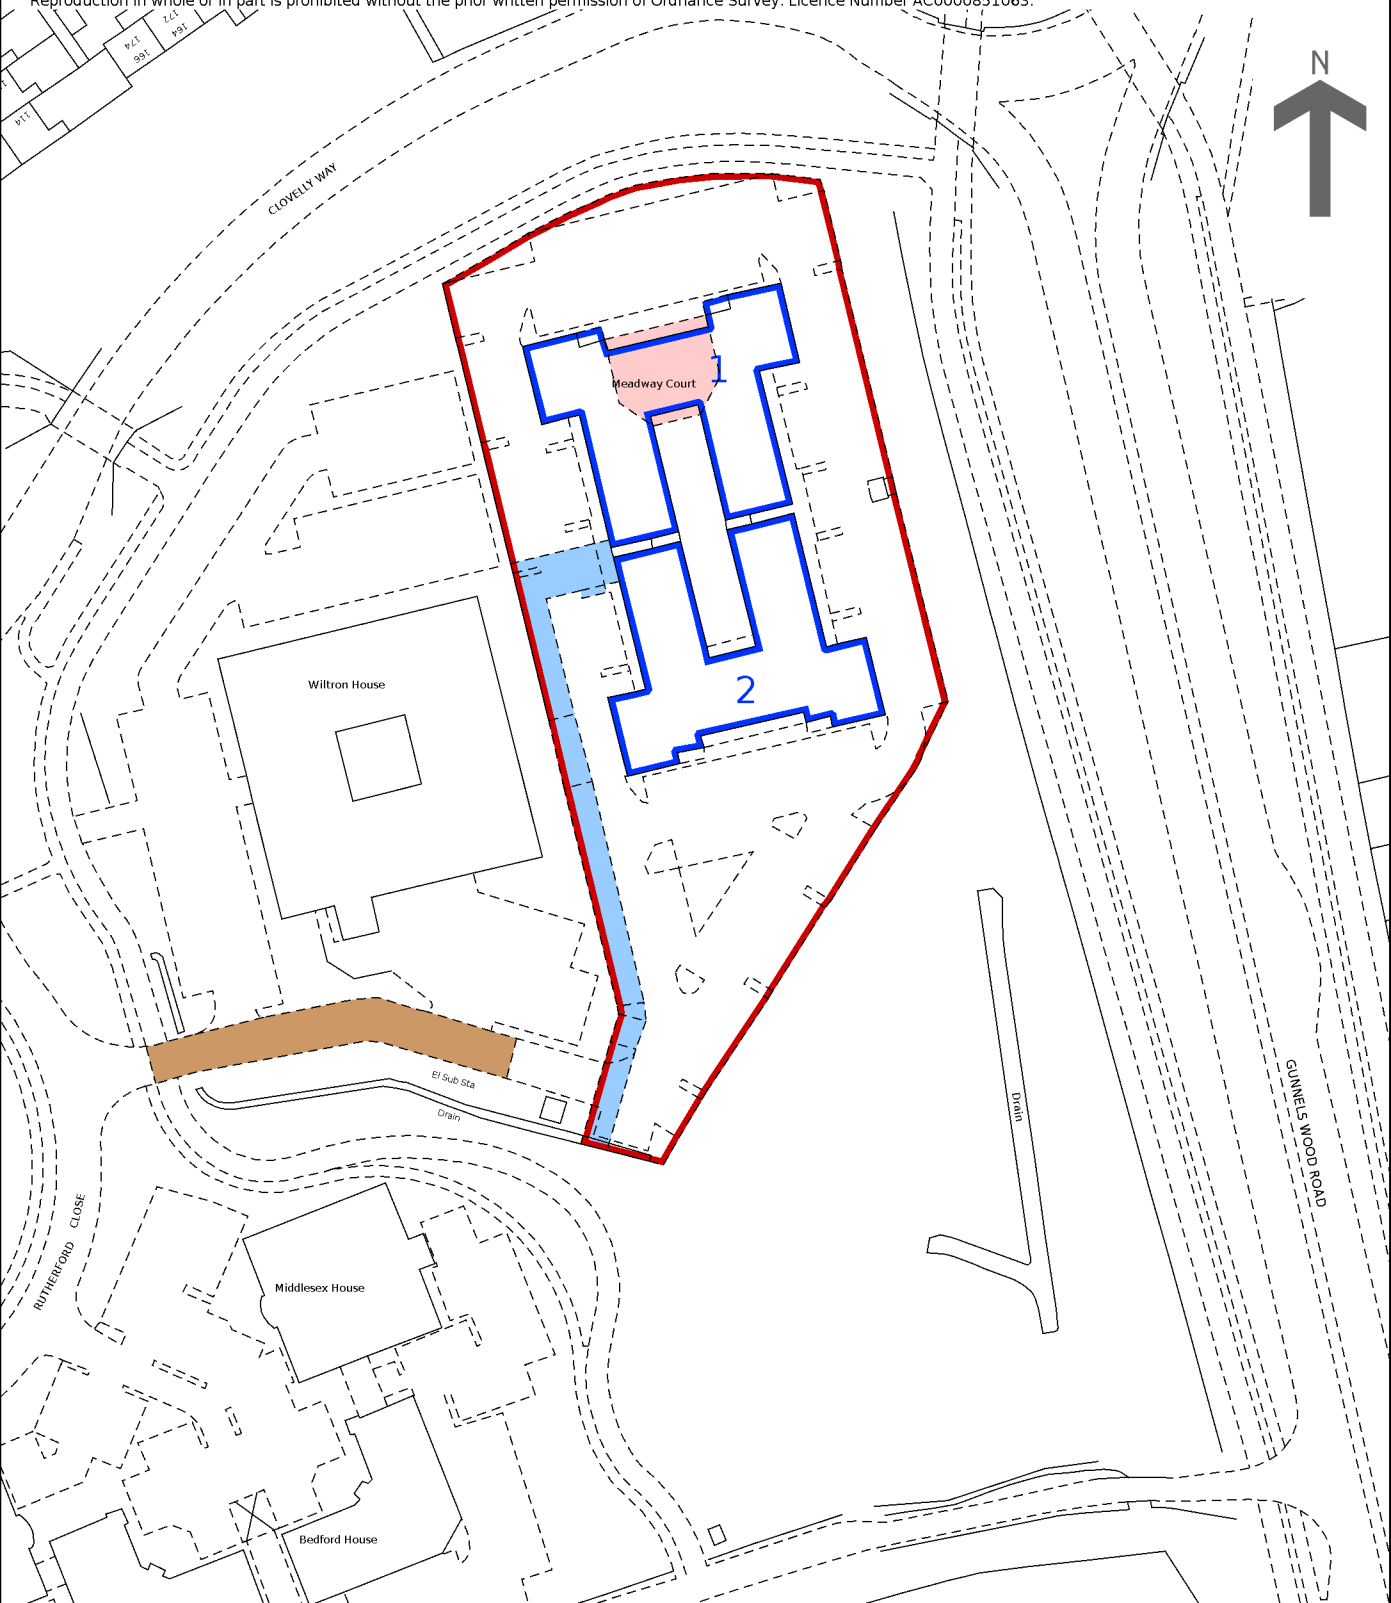 Reproduction in whole or in part is prohibited without the prior written permission of Ordnance Survey. Licence Number AC0000851063.
172
164
174
166
114
N
CLOVELLY WAY
1
Meadway Court
Wiltron House
2
El Sub Sta
Drain
Drain
GUNNELS WOOD ROAD
RUTHERFORD CLOSE
Middlesex House
Bedford House